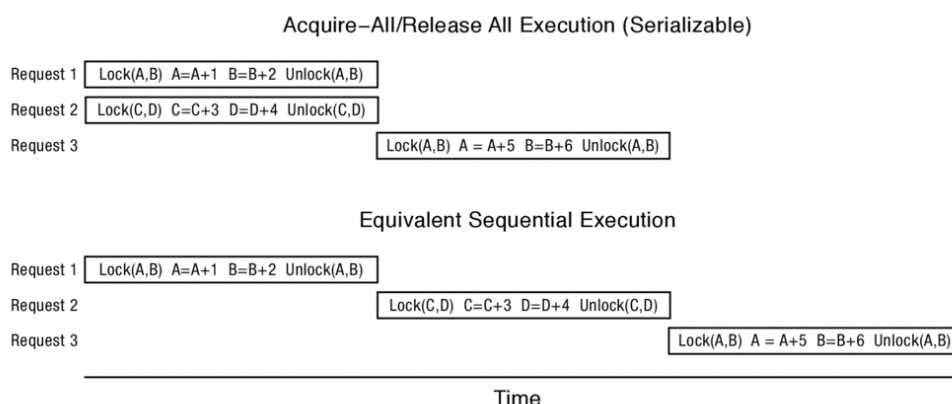 Acquire–All/Release All Execution (Serializable)
Request 1 Lock(A,B) A=A+1 B=B+2 Unlock(A,B)
Request 2 Lock(C,D) C=C+3 D=D+4 Unlock(C,D)
Request 3 Lock(A,B) A = A+5 B=B+6 Unlock(A,B)
Equivalent Sequential Execution
Request 1 Lock(A,B) A=A+1 B=B+2 Unlock(A,B)
Request 2 Lock(C,D) C=C+3 D=D+4 Unlock(C,D)
Request 3 Lock(A,B) A = A+5 B=B+6 Unlock(A,B)
Time